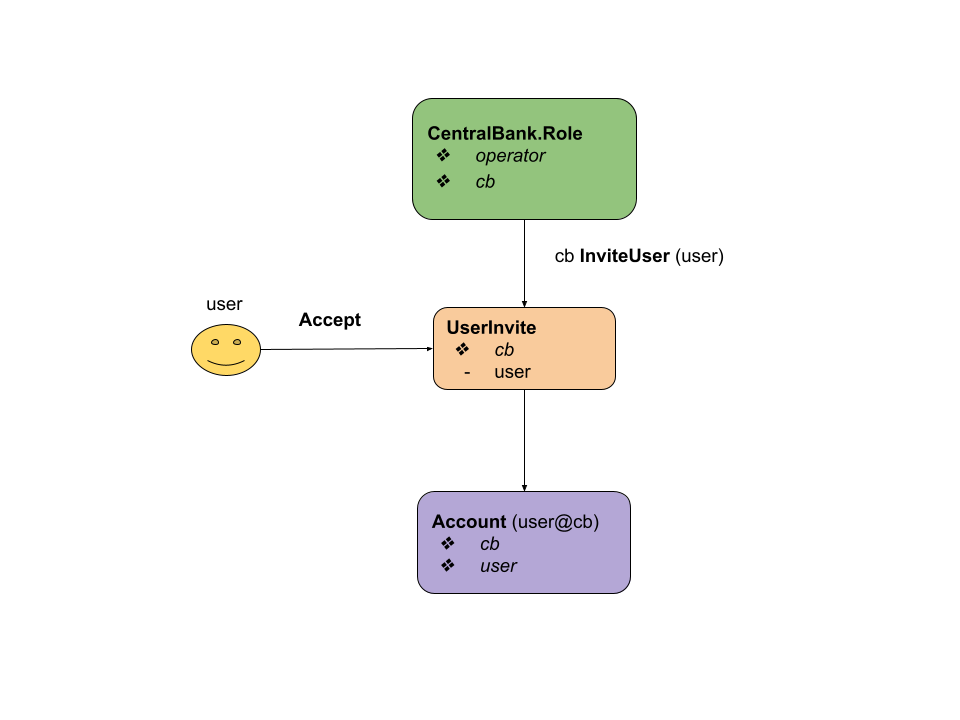 CentralBank.Role
❖ operator
❖ cb
cb InviteUser (user)
user
Accept
UserInvite
❖ cb
- user
Account (user@cb)
❖ cb
❖ user